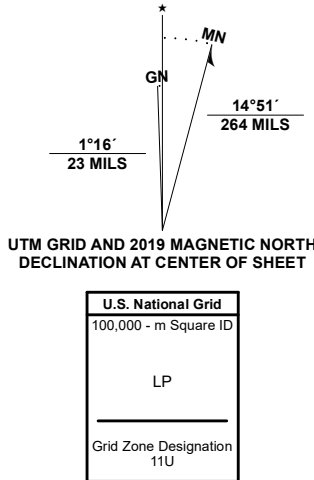 ★
MN
GN
14°51´
264 MILS
1°16´
23 MILS
UTM GRID AND 2019 MAGNETIC NORTH
DECLINATION AT CENTER OF SHEET
U.S. National Grid
100,000 - m Square ID
LP
Grid Zone Designation
11U